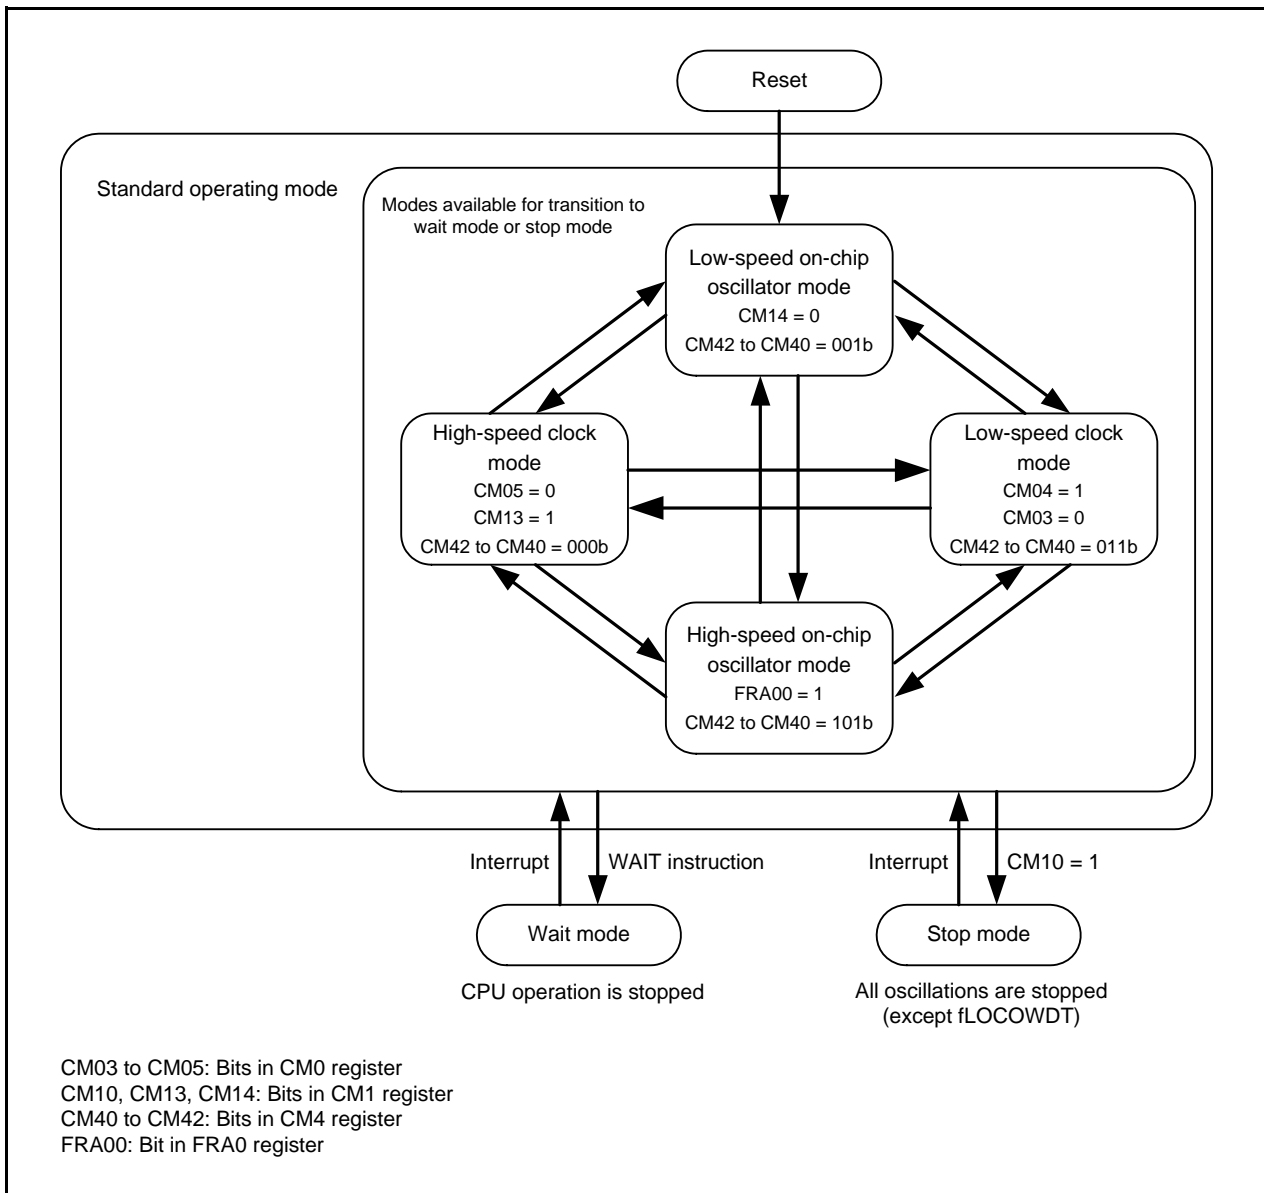 Reset
Standard operating mode
Modes available for transition to
wait mode or stop mode
Low-speed on-chip
oscillator mode
CM14 = 0
CM42 to CM40 = 001b
High-speed clock
mode
CM05 = 0
CM13 = 1
CM42 to CM40 = 000b
Low-speed clock
mode
CM04 = 1
CM03 = 0
CM42 to CM40 = 011b
High-speed on-chip
oscillator mode
FRA00 = 1
CM42 to CM40 = 101b
Interrupt
WAIT instruction
Interrupt
CM10 = 1
Wait mode
Stop mode
CPU operation is stopped
All oscillations are stopped
(except fLOCOWDT)
CM03 to CM05: Bits in CM0 register
CM10, CM13, CM14: Bits in CM1 register
CM40 to CM42: Bits in CM4 register
FRA00: Bit in FRA0 register